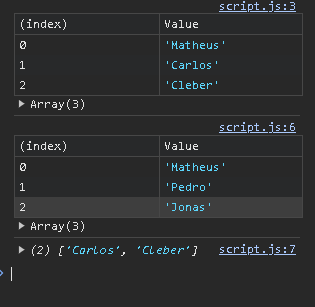 script.js:3
(index) Value
0 'Matheus'
1 'Carlos'
2 'Cleber'
▶ Array(3)
script.js:6
(index) Value
0 'Matheus'
1 'Pedro'
2 'Jonas'
▶ Array(3)
▶ (2) ['Carlos', 'Cleber'] script.js:7
>